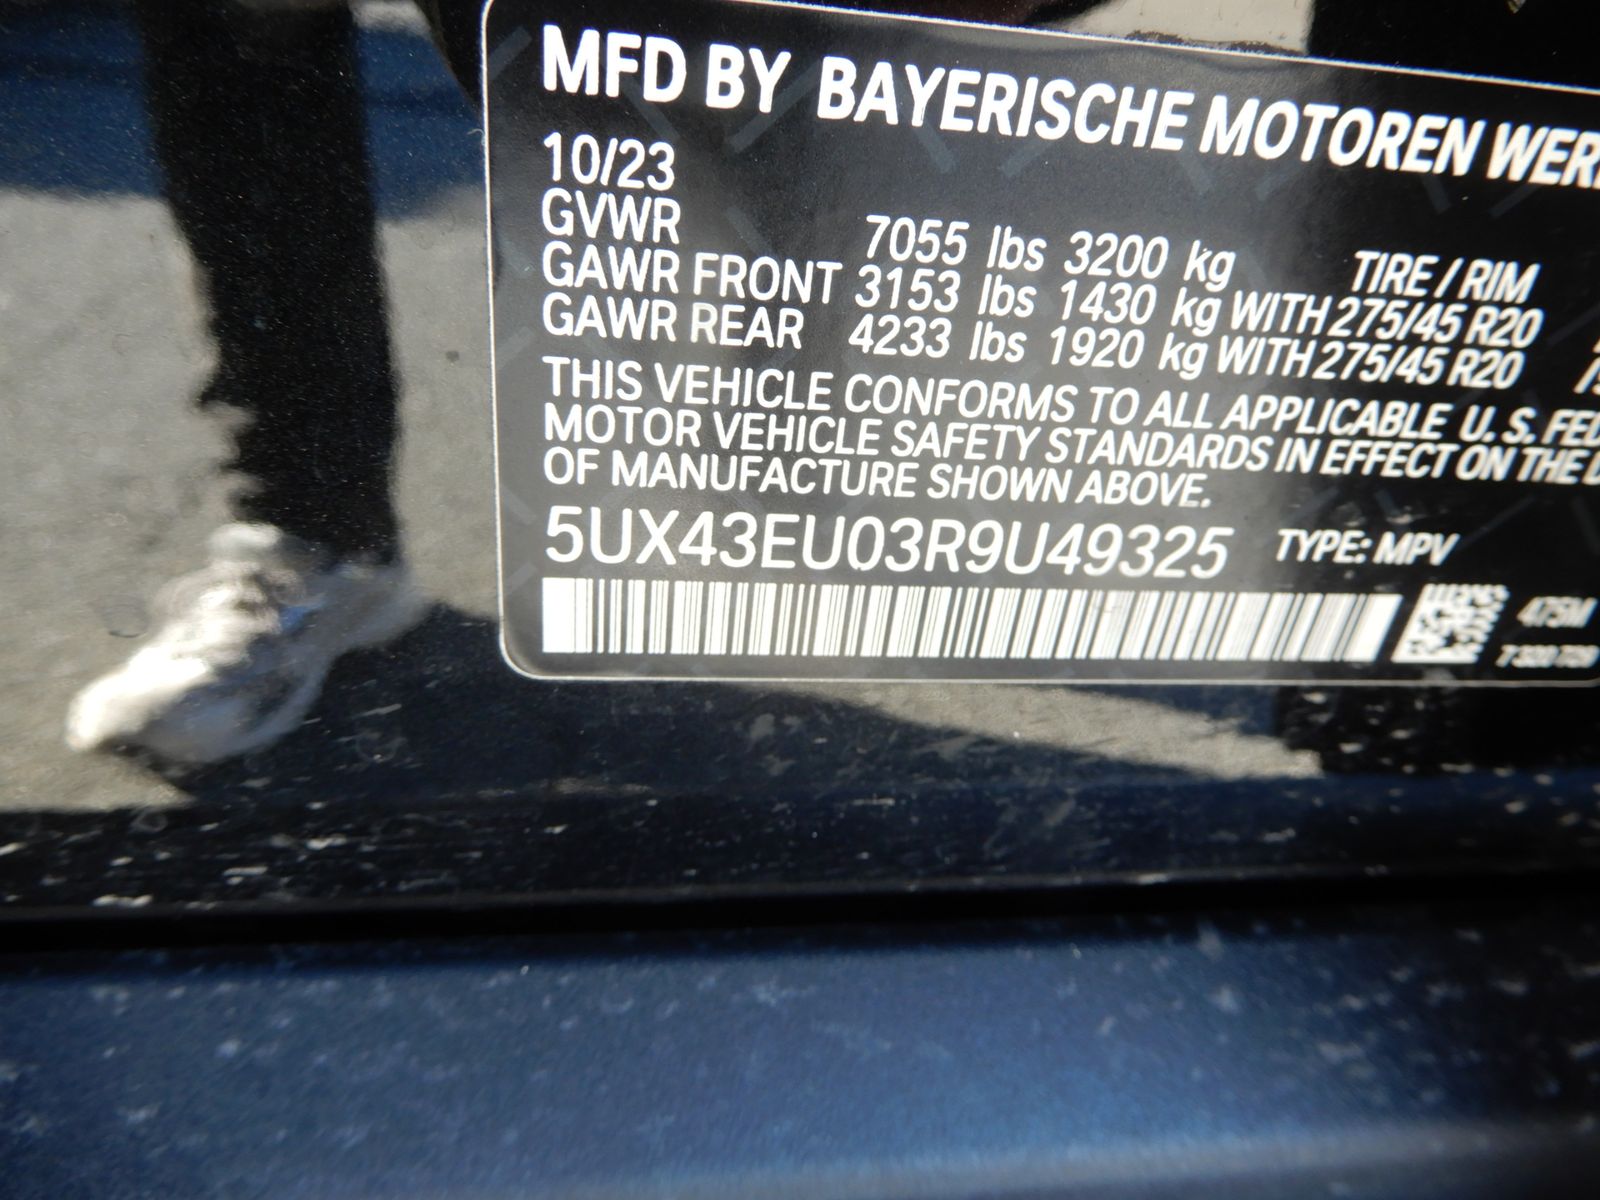 MFD BY BAYERISCHE MOTOREN WER
10/23
GVWR 7055 lbs 3200 kg TIRE / RIM
GAWR FRONT 3153 lbs 1430 kg WITH 275/45 R20
GAWR REAR 4233 lbs 1920 kg WITH 275/45 R20
THIS VEHICLE CONFORMS TO ALL APPLICABLE U. S. FED
MOTOR VEHICLE SAFETY STANDARDS IN EFFECT ON THE D
OF MANUFACTURE SHOWN ABOVE.
5UX43EU03R9U49325 TYPE: MPV
475M